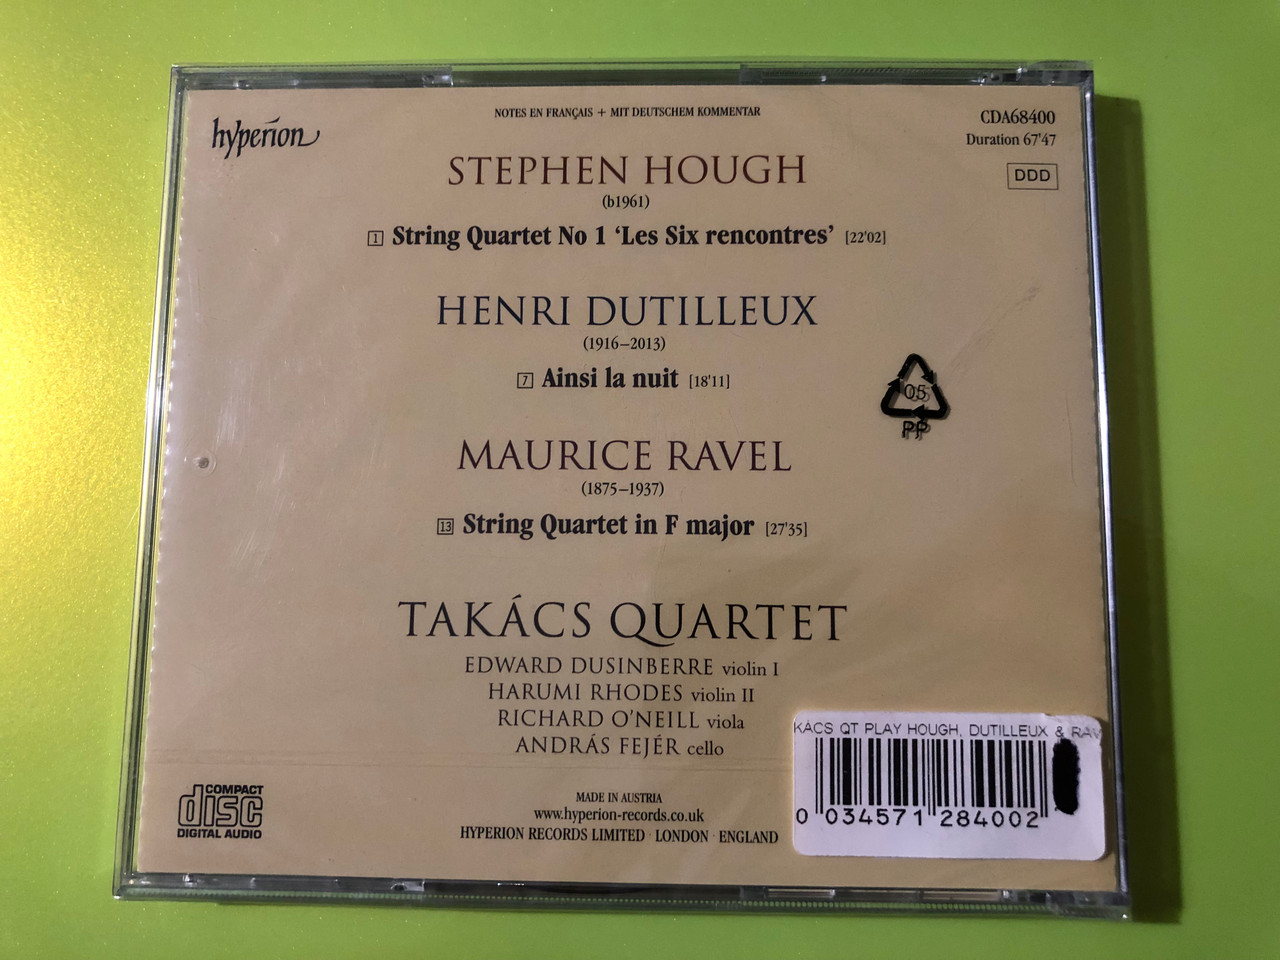 NOTES EN FRANÇAIS + MIT DEUTSCHEM KOMMENTAR
hyperion
CDA68400
Duration 67'47
DDD
STEPHEN HOUGH
(b1961)
1 String Quartet No 1 ‘Les Six rencontres’ [22'02]
HENRI DUTILLEUX
(1916–2013)
7 Ainsi la nuit [18'11]
05
PP
MAURICE RAVEL
(1875–1937)
13 String Quartet in F major [27'35]
TAKÁCS QUARTET
EDWARD DUSINBERRE violin I
HARUMI RHODES violin II
RICHARD O'NEILL viola
ANDRÁS FEJÉR cello
KÁCS QT PLAY HOUGH, DUTILLEUX & RAV
0 034571 284002
COMPACT
disc
DIGITAL AUDIO
MADE IN AUSTRIA
www.hyperion-records.co.uk
HYPERION RECORDS LIMITED · LONDON · ENGLAND